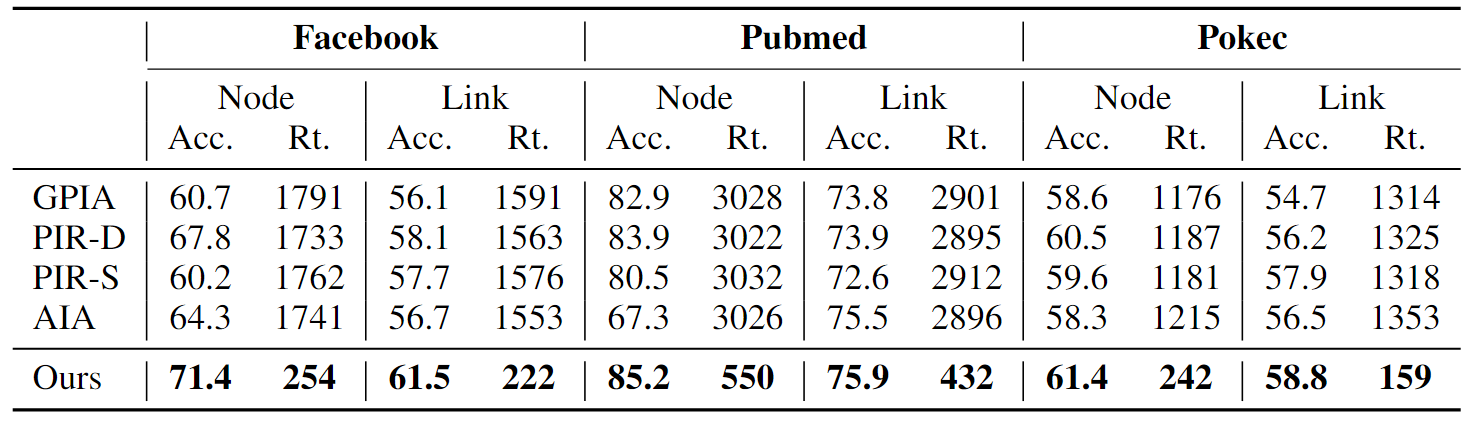 Facebook Pubmed Pokec
Node Link Node Link Node Link
Acc. Rt. Acc. Rt. Acc. Rt. Acc. Rt. Acc. Rt. Acc. Rt.
GPIA 60.7 1791 56.1 1591 82.9 3028 73.8 2901 58.6 1176 54.7 1314
PIR-D 67.8 1733 58.1 1563 83.9 3022 73.9 2895 60.5 1187 56.2 1325
PIR-S 60.2 1762 57.7 1576 80.5 3032 72.6 2912 59.6 1181 57.9 1318
AIA 64.3 1741 56.7 1553 67.3 3026 75.5 2896 58.3 1215 56.5 1353
Ours 71.4 254 61.5 222 85.2 550 75.9 432 61.4 242 58.8 159